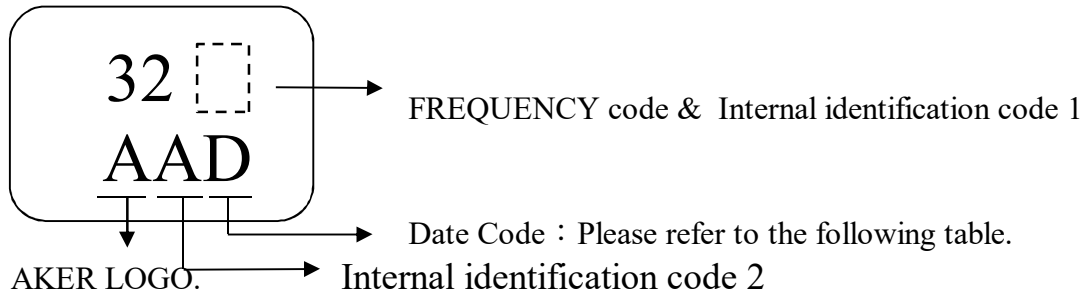 32
FREQUENCY code & Internal identification code 1
AAD
Date Code：Please refer to the following table.
AKER LOGO.
Internal identification code 2